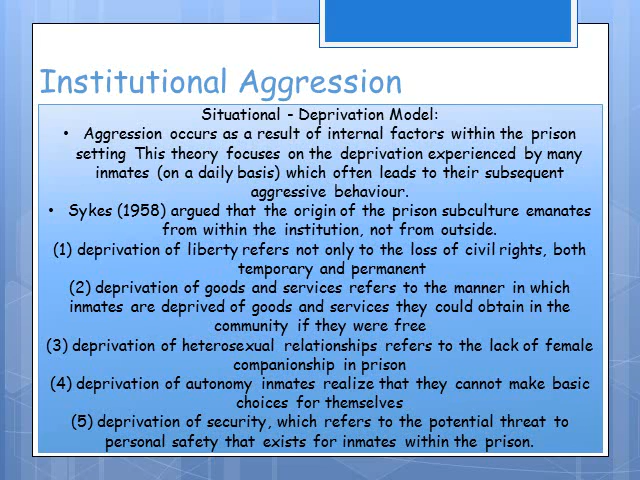 Institutional Aggression
Situational - Deprivation Model:
• Aggression occurs as a result of internal factors within the prison
setting This theory focuses on the deprivation experienced by many
inmates (on a daily basis) which often leads to their subsequent
aggressive behaviour.
• Sykes (1958) argued that the origin of the prison subculture emanates
from within the institution, not from outside.
(1) deprivation of liberty refers not only to the loss of civil rights, both
temporary and permanent
(2) deprivation of goods and services refers to the manner in which
inmates are deprived of goods and services they could obtain in the
community if they were free
(3) deprivation of heterosexual relationships refers to the lack of female
companionship in prison
(4) deprivation of autonomy inmates realize that they cannot make basic
choices for themselves
(5) deprivation of security, which refers to the potential threat to
personal safety that exists for inmates within the prison.